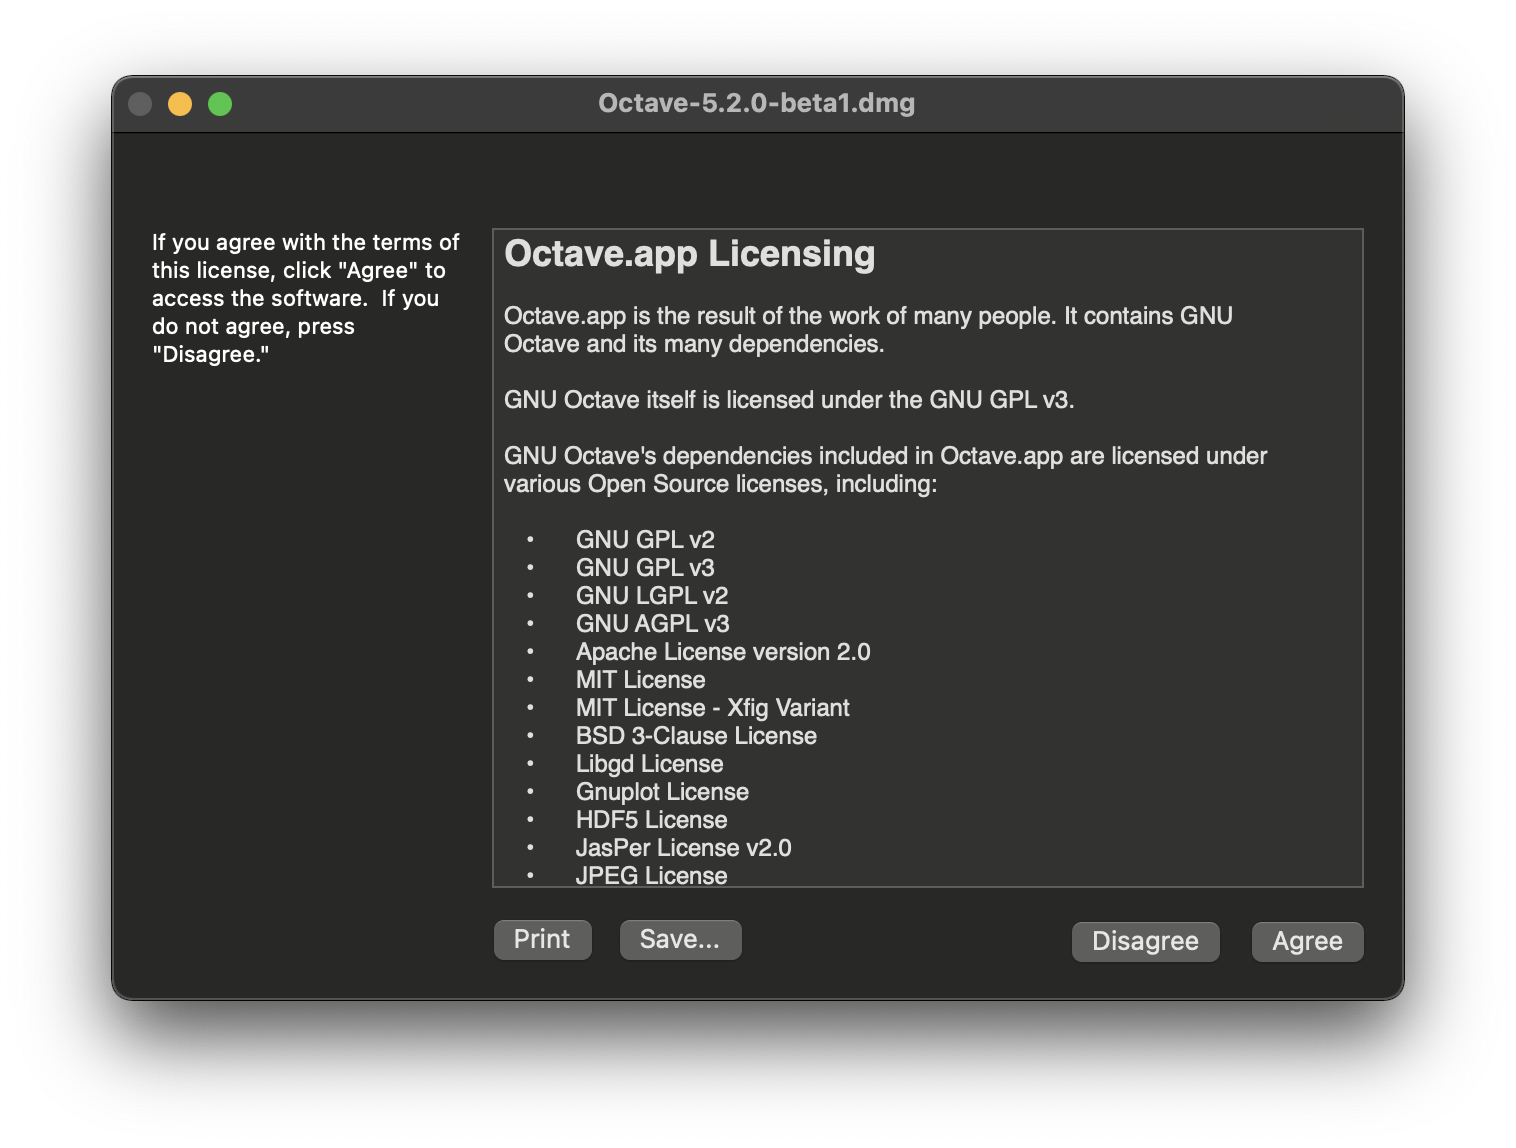 Octave-5.2.0-beta1.dmg
If you agree with the terms of
this license, click "Agree" to
access the software.  If you
do not agree, press
"Disagree."
Octave.app Licensing
Octave.app is the result of the work of many people. It contains GNU
Octave and its many dependencies.
GNU Octave itself is licensed under the GNU GPL v3.
GNU Octave's dependencies included in Octave.app are licensed under
various Open Source licenses, including:
• GNU GPL v2
• GNU GPL v3
• GNU LGPL v2
• GNU AGPL v3
• Apache License version 2.0
• MIT License
• MIT License - Xfig Variant
• BSD 3-Clause License
• Libgd License
• Gnuplot License
• HDF5 License
• JasPer License v2.0
• JPEG License
Print Save... Disagree Agree